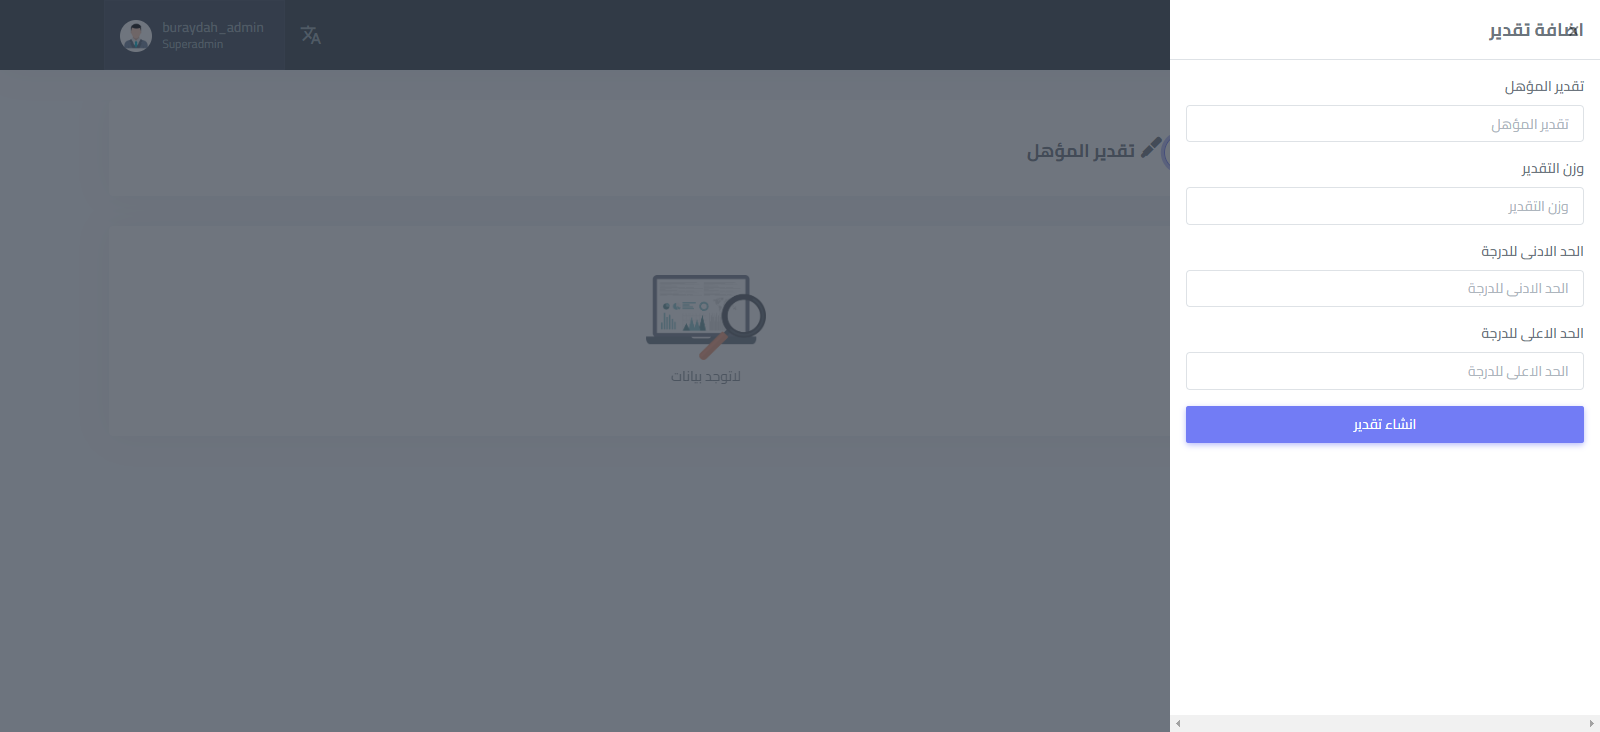 buraydah_admin
Superadmin
اضافة تقدير
تقدير المؤهل
تقدير المؤهل
وزن التقدير
وزن التقدير
الحد الادنى للدرجة
الحد الادنى للدرجة
الحد الاعلى للدرجة
الحد الاعلى للدرجة
انشاء تقدير
تقدير المؤهل
لاتوجد بيانات